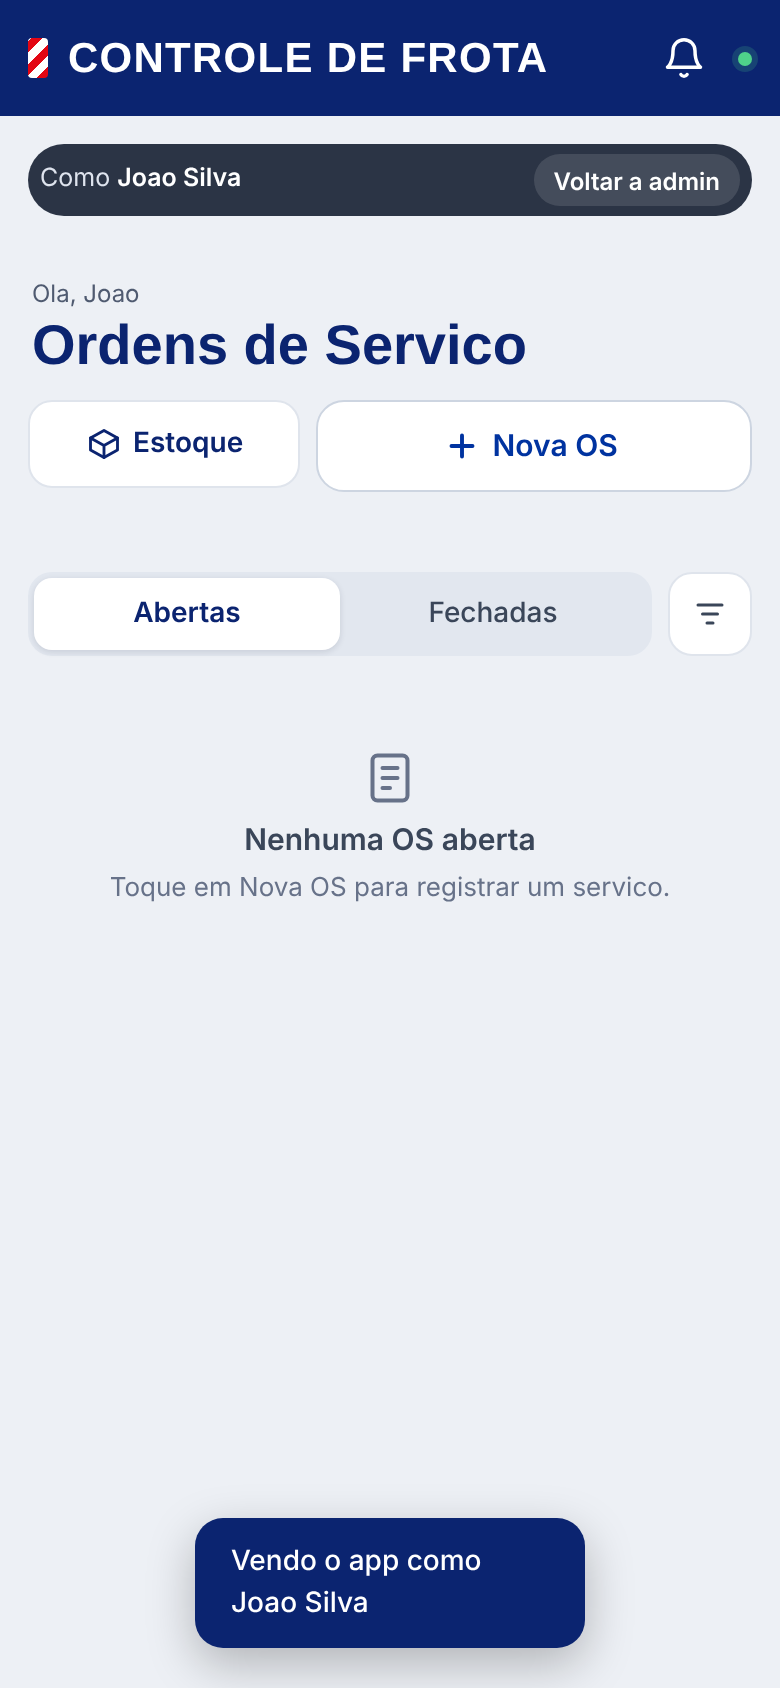 CONTROLE DE FROTA
Como Joao Silva
Voltar a admin
Ola, Joao
Ordens de Servico
Estoque
Nova OS
Abertas
Fechadas
Nenhuma OS aberta
Toque em Nova OS para registrar um servico.
Vendo o app como
Joao Silva